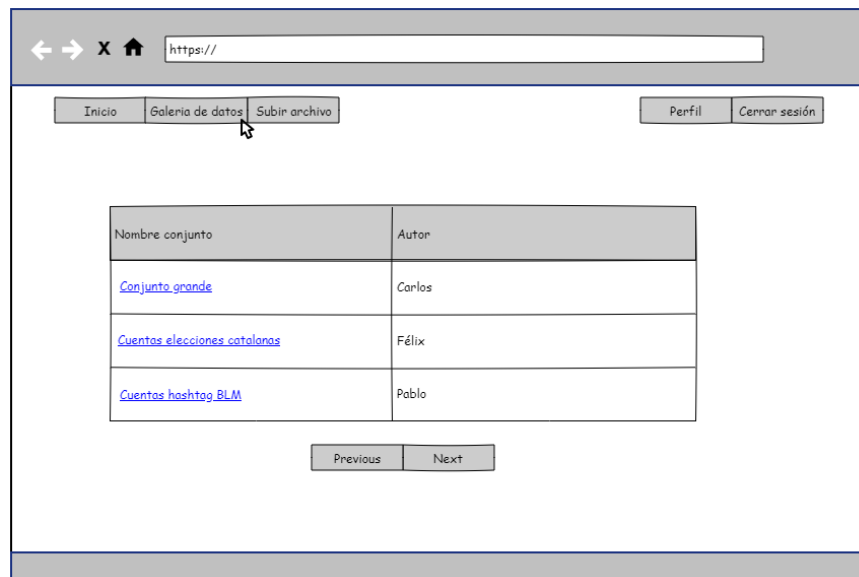 X https://
Inicio Galeria de datos Subir archivo Perfil Cerrar sesión
Nombre conjunto Autor
Conjunto grande Carlos
Cuentas elecciones catalanas Félix
Cuentas hashtag BLM Pablo
Previous Next